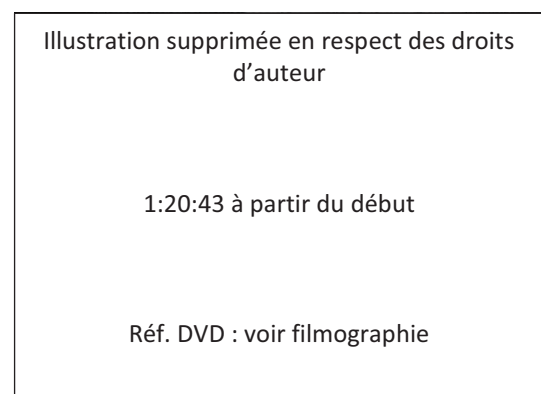 Illustration supprimée en respect des droits
d’auteur
1:20:43 à partir du début
Réf. DVD : voir filmographie